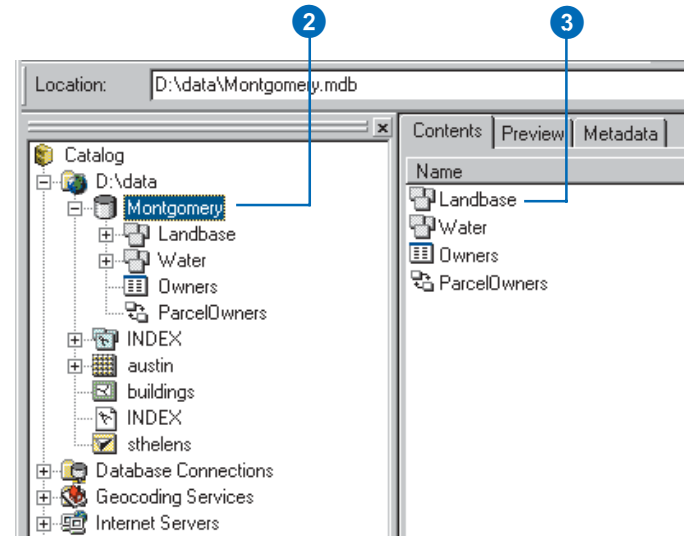 2 3
Location: D:\data\Montgomery.mdb
Contents Preview Metadata
Catalog
D:\data
Montgomery
Landbase
Water
Owners
ParcelOwners
INDEX
austin
buildings
INDEX
sthelens
Database Connections
Geocoding Services
Internet Servers
Name
Landbase
Water
Owners
ParcelOwners